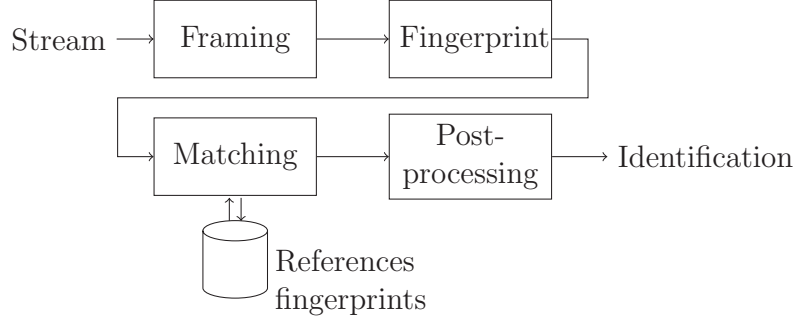 Stream
Framing
Fingerprint
Matching
Post-
processing
Identification
References
fingerprints